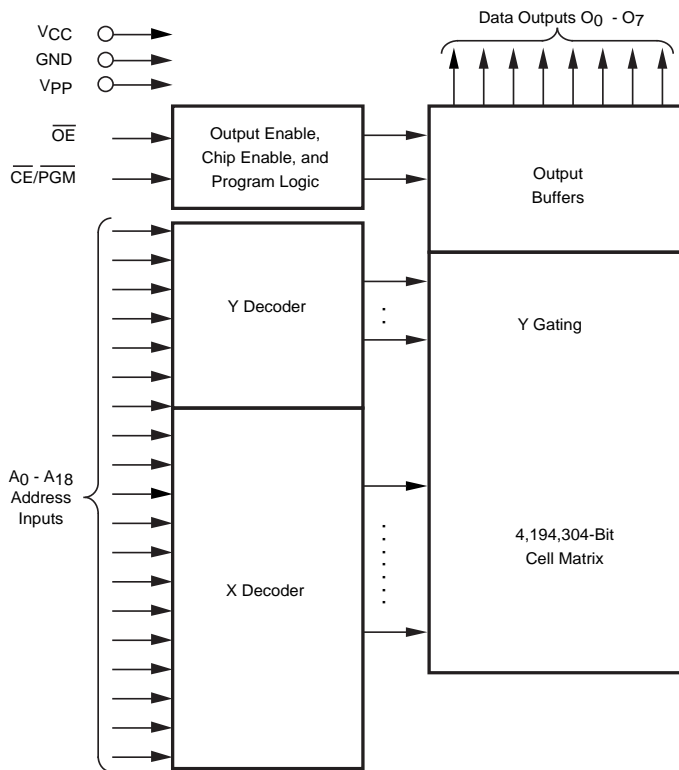 VCC
GND
VPP
OE
CE/PGM
Output Enable,
Chip Enable, and
Program Logic
Data Outputs O0 - O7
Output
Buffers
Y Decoder
Y Gating
A0 - A18
Address
Inputs
X Decoder
4,194,304-Bit
Cell Matrix